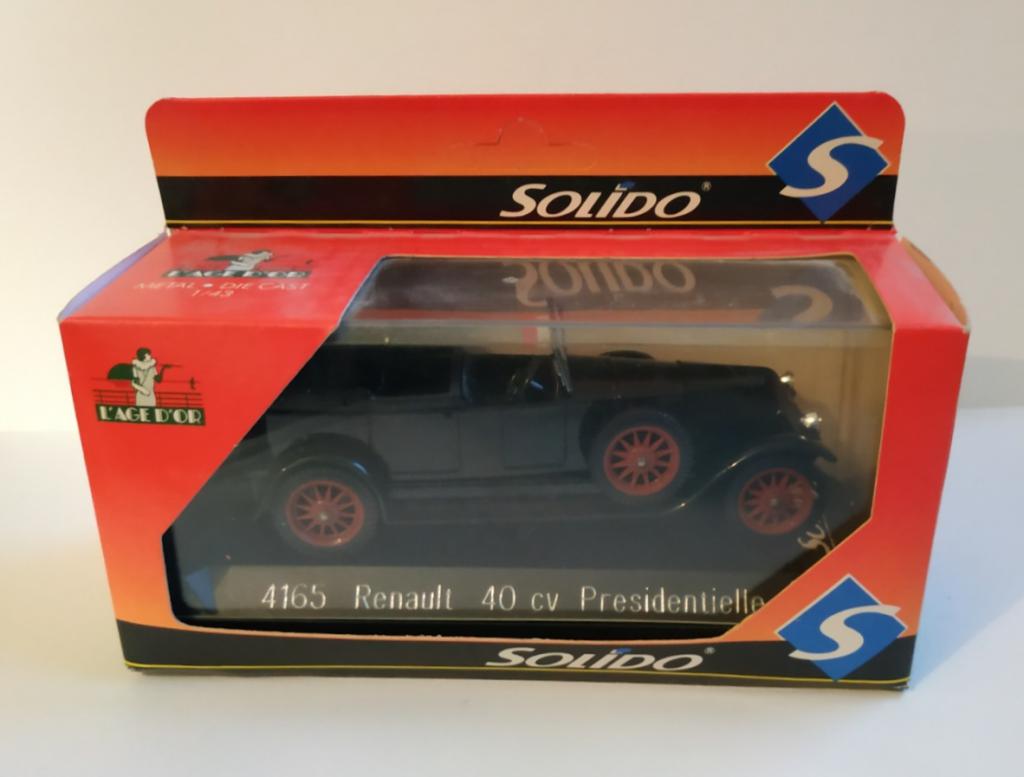 SOLIDO®
S
L'AGE D'OR
METAL • DIE CAST
1/43
SOLIDO
L'AGE D'OR
4165 Renault 40 cv Presidentielle
S
SOLIDO®